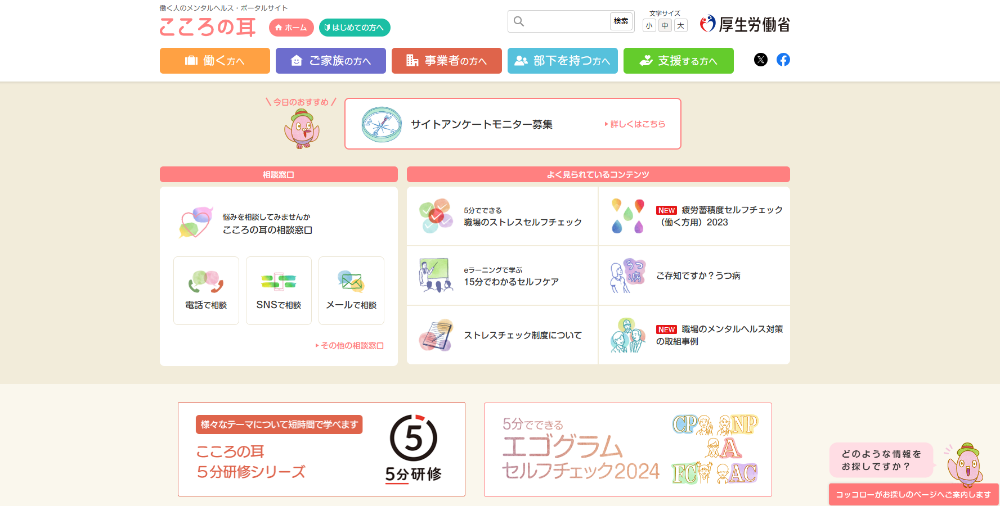 働く人のメンタルヘルス・ポータルサイト
こころの耳
ホーム
はじめての方へ
検索
文字サイズ
小 中 大
厚生労働省
働く方へ
ご家族の方へ
事業者の方へ
部下を持つ方へ
支援する方へ
今日のおすすめ
サイトアンケートモニター募集
詳しくはこちら
相談窓口
悩みを相談してみませんか
こころの耳の相談窓口
電話で相談
SNSで相談
メールで相談
その他の相談窓口
よく見られているコンテンツ
5分でできる
職場のストレスセルフチェック
NEW 疲労蓄積度セルフチェック
（働く方用）2023
eラーニングで学ぶ
15分でわかるセルフケア
うつ
病
ご存知ですか？うつ病
ストレスチェック制度について
NEW 職場のメンタルヘルス対策
の取組事例
様々なテーマについて短時間で学べます
こころの耳
５分研修シリーズ
5
5分研修
5分でできる
エゴグラム
セルフチェック2024
CP NP
A
FC AC
どのような情報を
お探しですか？
コッコローがお探しのページへご案内します